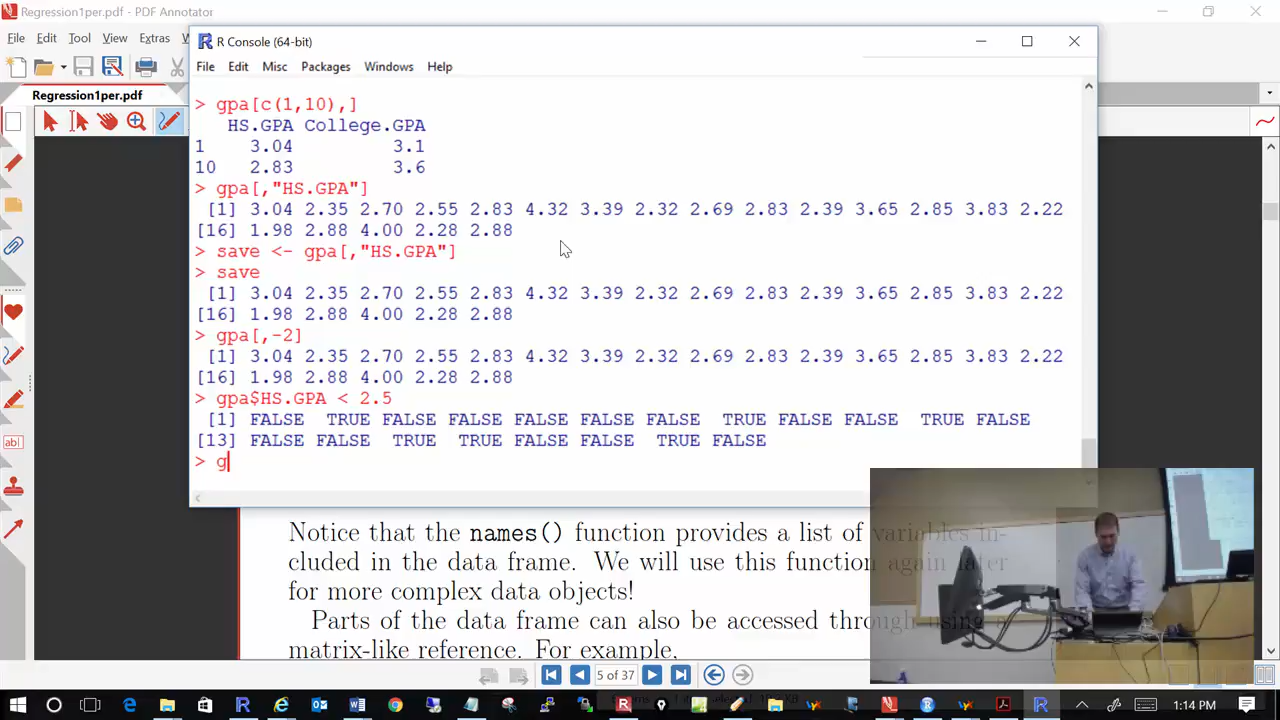 Regression1per.pdf - PDF Annotator
File Edit Tool View Extras
Regression1per.pdf
R Console (64-bit)
File Edit Misc Packages Windows Help
> gpa[c(1,10),]
HS.GPA College.GPA
1 3.04 3.1
10 2.83 3.6
> gpa[,"HS.GPA"]
[1] 3.04 2.35 2.70 2.55 2.83 4.32 3.39 2.32 2.69 2.83 2.39 3.65 2.85 3.83 2.22
[16] 1.98 2.88 4.00 2.28 2.88
> save <- gpa[,"HS.GPA"]
> save
[1] 3.04 2.35 2.70 2.55 2.83 4.32 3.39 2.32 2.69 2.83 2.39 3.65 2.85 3.83 2.22
[16] 1.98 2.88 4.00 2.28 2.88
> gpa[,-2]
[1] 3.04 2.35 2.70 2.55 2.83 4.32 3.39 2.32 2.69 2.83 2.39 3.65 2.85 3.83 2.22
[16] 1.98 2.88 4.00 2.28 2.88
> gpa$HS.GPA < 2.5
[1] FALSE TRUE FALSE FALSE FALSE FALSE FALSE TRUE FALSE FALSE TRUE FALSE
[13] FALSE FALSE TRUE TRUE FALSE FALSE TRUE FALSE
> g
Notice that the names() function provides a list of variables in-
cluded in the data frame. We will use this function again later
for more complex data objects!
Parts of the data frame can also be accessed through using a
matrix-like reference. For example,
5 of 37
1:14 PM